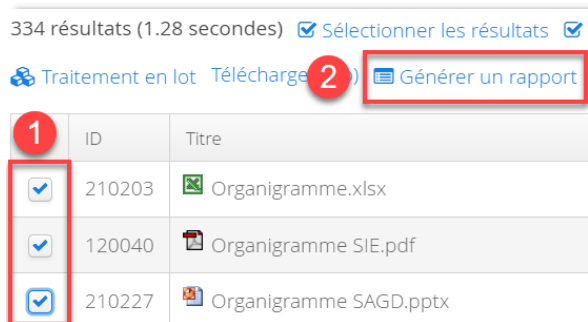 334 résultats (1.28 secondes) Sélectionner les résultats
Traitement en lot Télécharge 2 ) Générer un rapport
1 ID Titre
210203 Organigramme.xlsx
120040 Organigramme SIE.pdf
210227 Organigramme SAGD.pptx